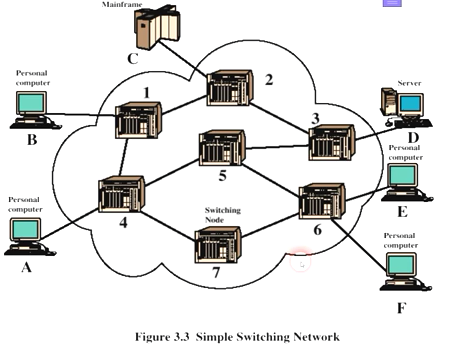 Mainframe
C
2
1
Personal
computer
B
Server
3
D
Personal
computer
5
E
Personal
computer
4
Switching
Node
6
A
7
Personal
computer
F
Figure 3.3 Simple Switching Network